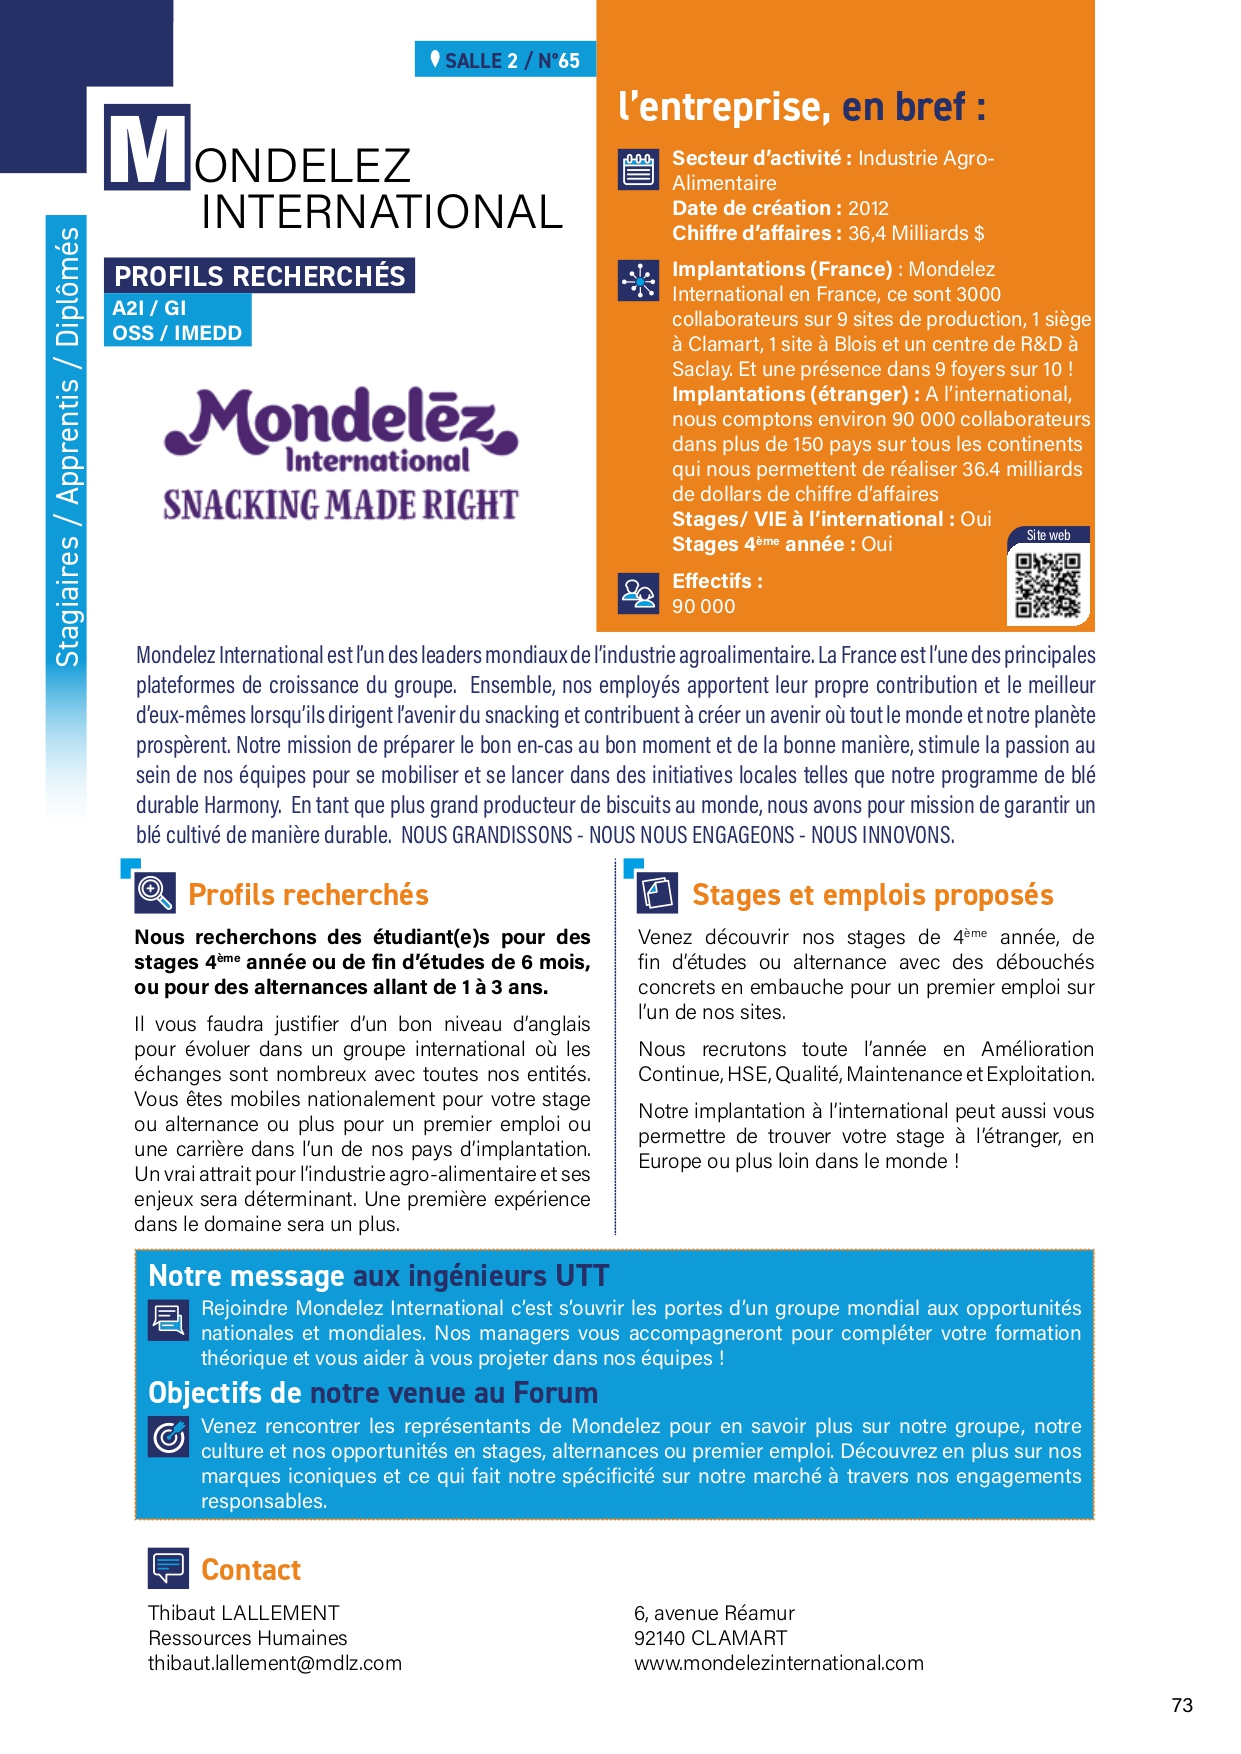 SALLE 2 / N°65
MONDELEZ
INTERNATIONAL
PROFILS RECHERCHÉS
A2I / GI
OSS / IMEDD
Stagiaires / Apprentis / Diplômés
Mondelēz
International
SNACKING MADE RIGHT
l'entreprise, en bref :
Secteur d'activité : Industrie Agro-
Alimentaire
Date de création : 2012
Chiffre d'affaires : 36,4 Milliards $
Implantations (France) : Mondelez
International en France, ce sont 3000
collaborateurs sur 9 sites de production, 1 siège
à Clamart, 1 site à Blois et un centre de R&D à
Saclay. Et une présence dans 9 foyers sur 10 !
Implantations (étranger) : A l'international,
nous comptons environ 90 000 collaborateurs
dans plus de 150 pays sur tous les continents
qui nous permettent de réaliser 36.4 milliards
de dollars de chiffre d'affaires
Stages/ VIE à l'international : Oui
Stages 4ème année : Oui
Site web
Effectifs :
90 000
Mondelez International est l'un des leaders mondiaux de l'industrie agroalimentaire. La France est l'une des principales
plateformes de croissance du groupe. Ensemble, nos employés apportent leur propre contribution et le meilleur
d'eux-mêmes lorsqu'ils dirigent l'avenir du snacking et contribuent à créer un avenir où tout le monde et notre planète
prospèrent. Notre mission de préparer le bon en-cas au bon moment et de la bonne manière, stimule la passion au
sein de nos équipes pour se mobiliser et se lancer dans des initiatives locales telles que notre programme de blé
durable Harmony. En tant que plus grand producteur de biscuits au monde, nous avons pour mission de garantir un
blé cultivé de manière durable. NOUS GRANDISSONS - NOUS NOUS ENGAGEONS - NOUS INNOVONS.
Profils recherchés
Nous recherchons des étudiant(e)s pour des
stages 4ème année ou de fin d'études de 6 mois,
ou pour des alternances allant de 1 à 3 ans.
Il vous faudra justifier d'un bon niveau d'anglais
pour évoluer dans un groupe international où les
échanges sont nombreux avec toutes nos entités.
Vous êtes mobiles nationalement pour votre stage
ou alternance ou plus pour un premier emploi ou
une carrière dans l'un de nos pays d'implantation.
Un vrai attrait pour l'industrie agro-alimentaire et ses
enjeux sera déterminant. Une première expérience
dans le domaine sera un plus.
Stages et emplois proposés
Venez découvrir nos stages de 4ème année, de
fin d'études ou alternance avec des débouchés
concrets en embauche pour un premier emploi sur
l'un de nos sites.
Nous recrutons toute l'année en Amélioration
Continue, HSE, Qualité, Maintenance et Exploitation.
Notre implantation à l'international peut aussi vous
permettre de trouver votre stage à l'étranger, en
Europe ou plus loin dans le monde !
Notre message aux ingénieurs UTT
Rejoindre Mondelez International c'est s'ouvrir les portes d'un groupe mondial aux opportunités
nationales et mondiales. Nos managers vous accompagneront pour compléter votre formation
théorique et vous aider à vous projeter dans nos équipes !
Objectifs de notre venue au Forum
Venez rencontrer les représentants de Mondelez pour en savoir plus sur notre groupe, notre
culture et nos opportunités en stages, alternances ou premier emploi. Découvrez en plus sur nos
marques iconiques et ce qui fait notre spécificité sur notre marché à travers nos engagements
responsables.
Contact
Thibaut LALLEMENT
Ressources Humaines
thibaut.lallement@mdlz.com
6, avenue Réamur
92140 CLAMART
www.mondelezinternational.com
73